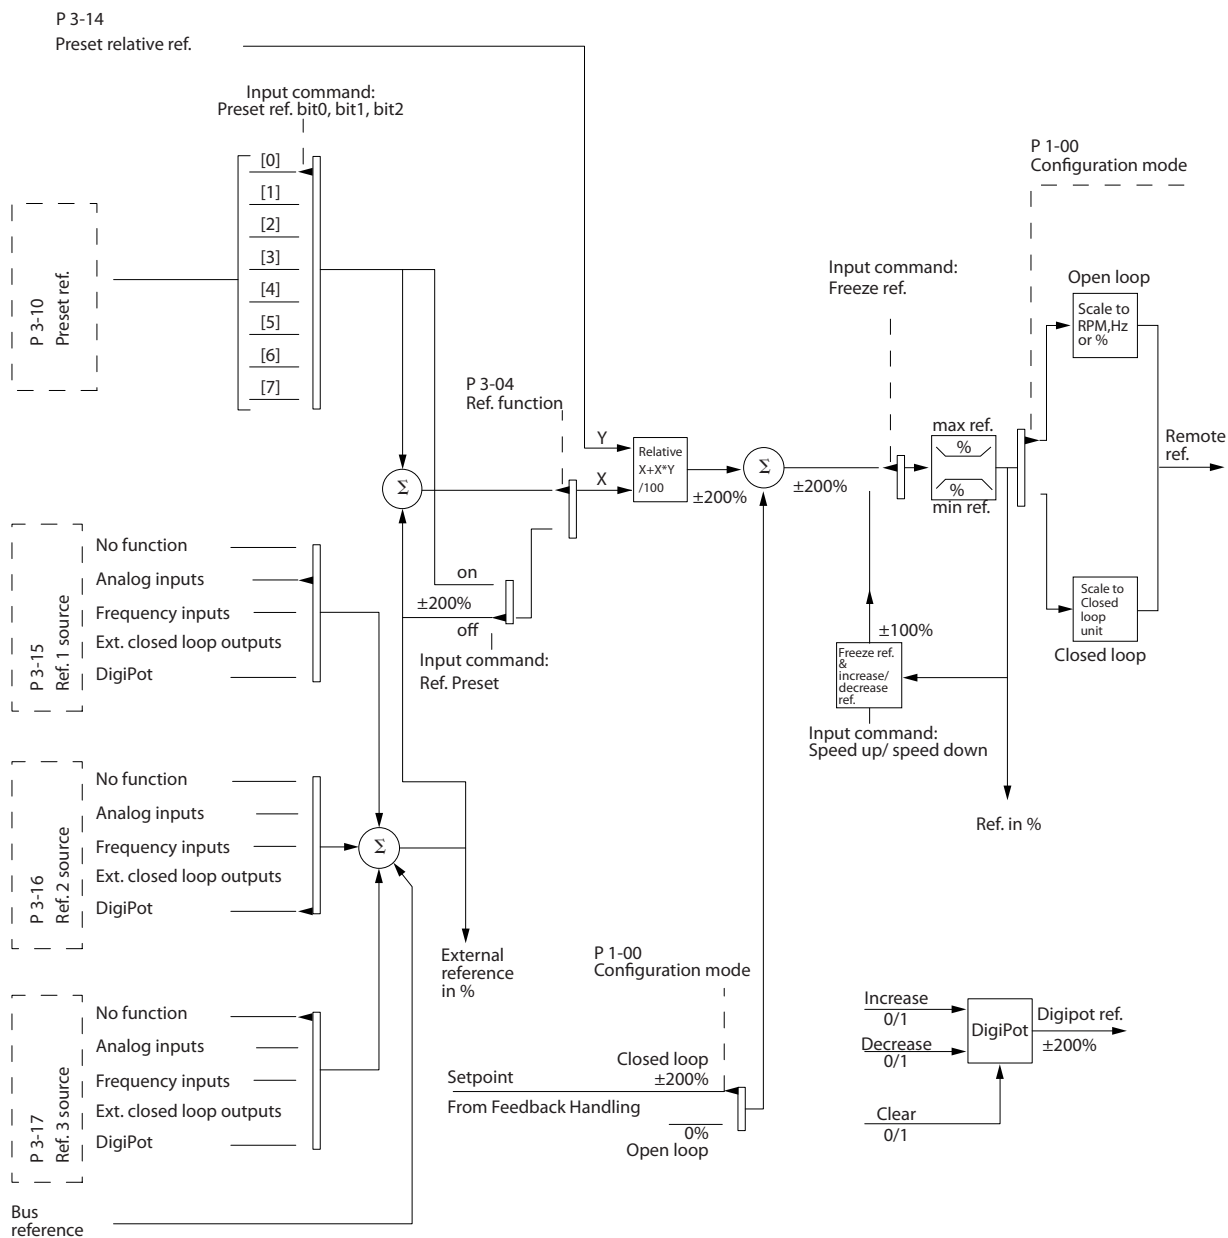 P 3-14
Preset relative ref.
Input command:
Preset ref. bit0, bit1, bit2
[0]
[1]
[2]
[3]
[4]
[5]
[6]
[7]
P 3-10
Preset ref.
P 1-00
Configuration mode
Input command:
Freeze ref.
Open loop
Scale to
RPM,Hz
or %
P 3-04
Ref. function
Y
X
Relative
X+X*Y
/100
±200%
Σ
±200%
max ref.
%
%
min ref.
Remote
ref.
Σ
on
±200%
off
Input command:
Ref. Preset
P 3-15
Ref. 1 source
No function
Analog inputs
Frequency inputs
Ext. closed loop outputs
DigiPot
±100%
Freeze ref.
&
increase/
decrease
ref.
Input command:
Speed up/ speed down
Scale to
Closed
loop
unit
Closed loop
Ref. in %
P 3-16
Ref. 2 source
No function
Analog inputs
Frequency inputs
Ext. closed loop outputs
DigiPot
Σ
External
reference
in %
P 3-17
Ref. 3 source
No function
Analog inputs
Frequency inputs
Ext. closed loop outputs
DigiPot
Bus
reference
P 1-00
Configuration mode
Closed loop
±200%
Setpoint
From Feedback Handling
0%
Open loop
Increase
0/1
Decrease
0/1
Clear
0/1
DigiPot
Digipot ref.
±200%